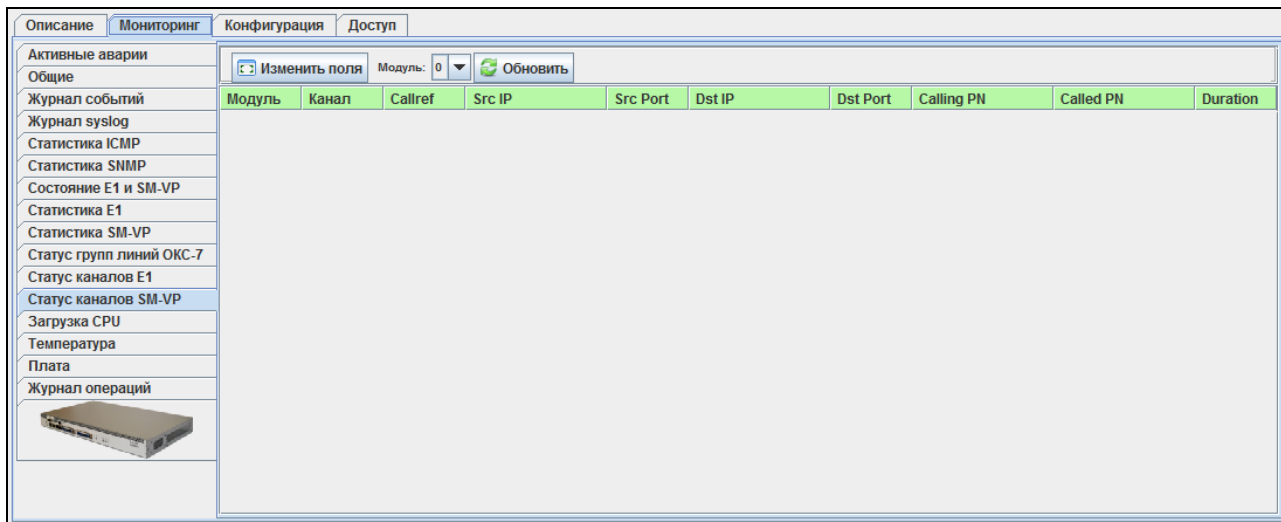 Описание Мониторинг Конфигурация Доступ
Активные аварии
Общие
Журнал событий
Журнал syslog
Статистика ICMP
Статистика SNMP
Состояние E1 и SM-VP
Статистика E1
Статистика SM-VP
Статус групп линий ОКС-7
Статус каналов E1
Статус каналов SM-VP
Загрузка CPU
Температура
Плата
Журнал операций
Изменить поля Модуль: 0 Обновить
Модуль Канал Callref Src IP Src Port Dst IP Dst Port Calling PN Called PN Duration